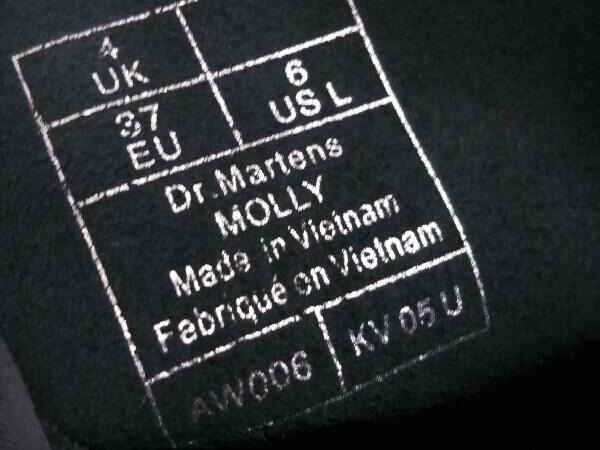 4
UK
37
EU
6
US L
Dr. Martens
MOLLY
Made in Vietnam
Fabriqué en Vietnam
AW006
KV 05 U